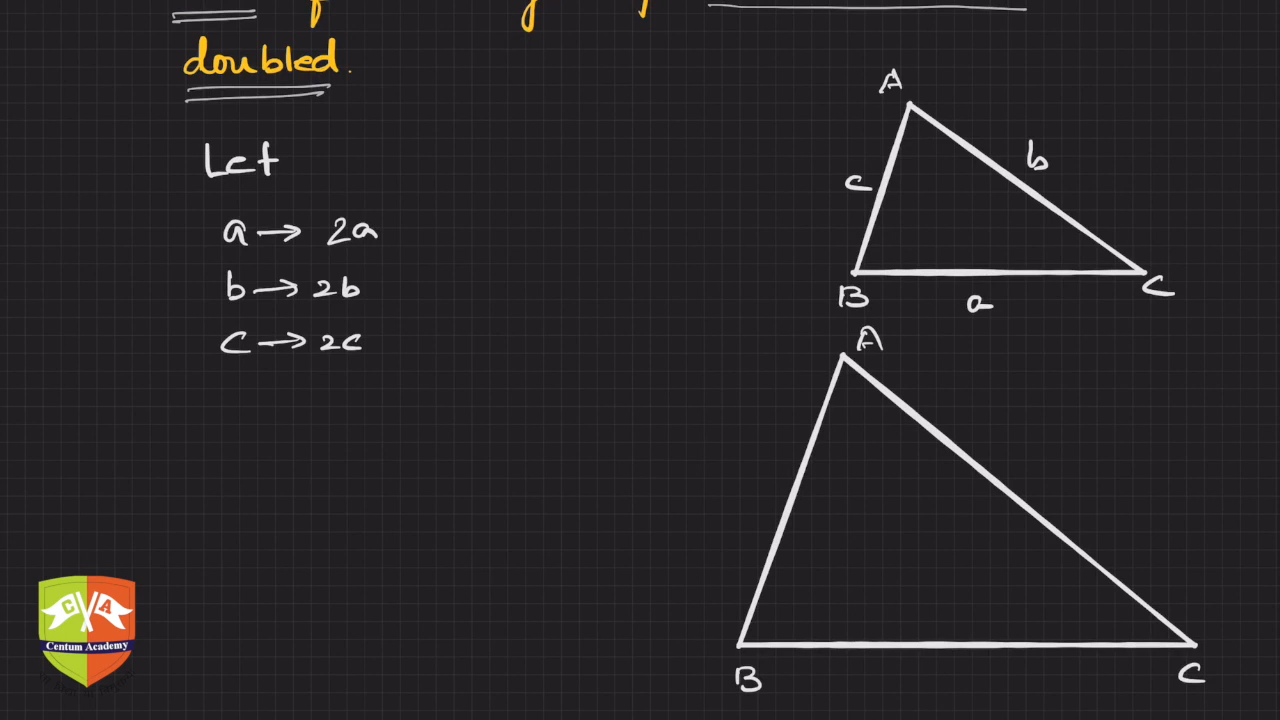 doubled.
Let
a → 2a
b → 2b
c → 2c
A
b
c
B
a
C
A
B
C
C A
Centum Academy